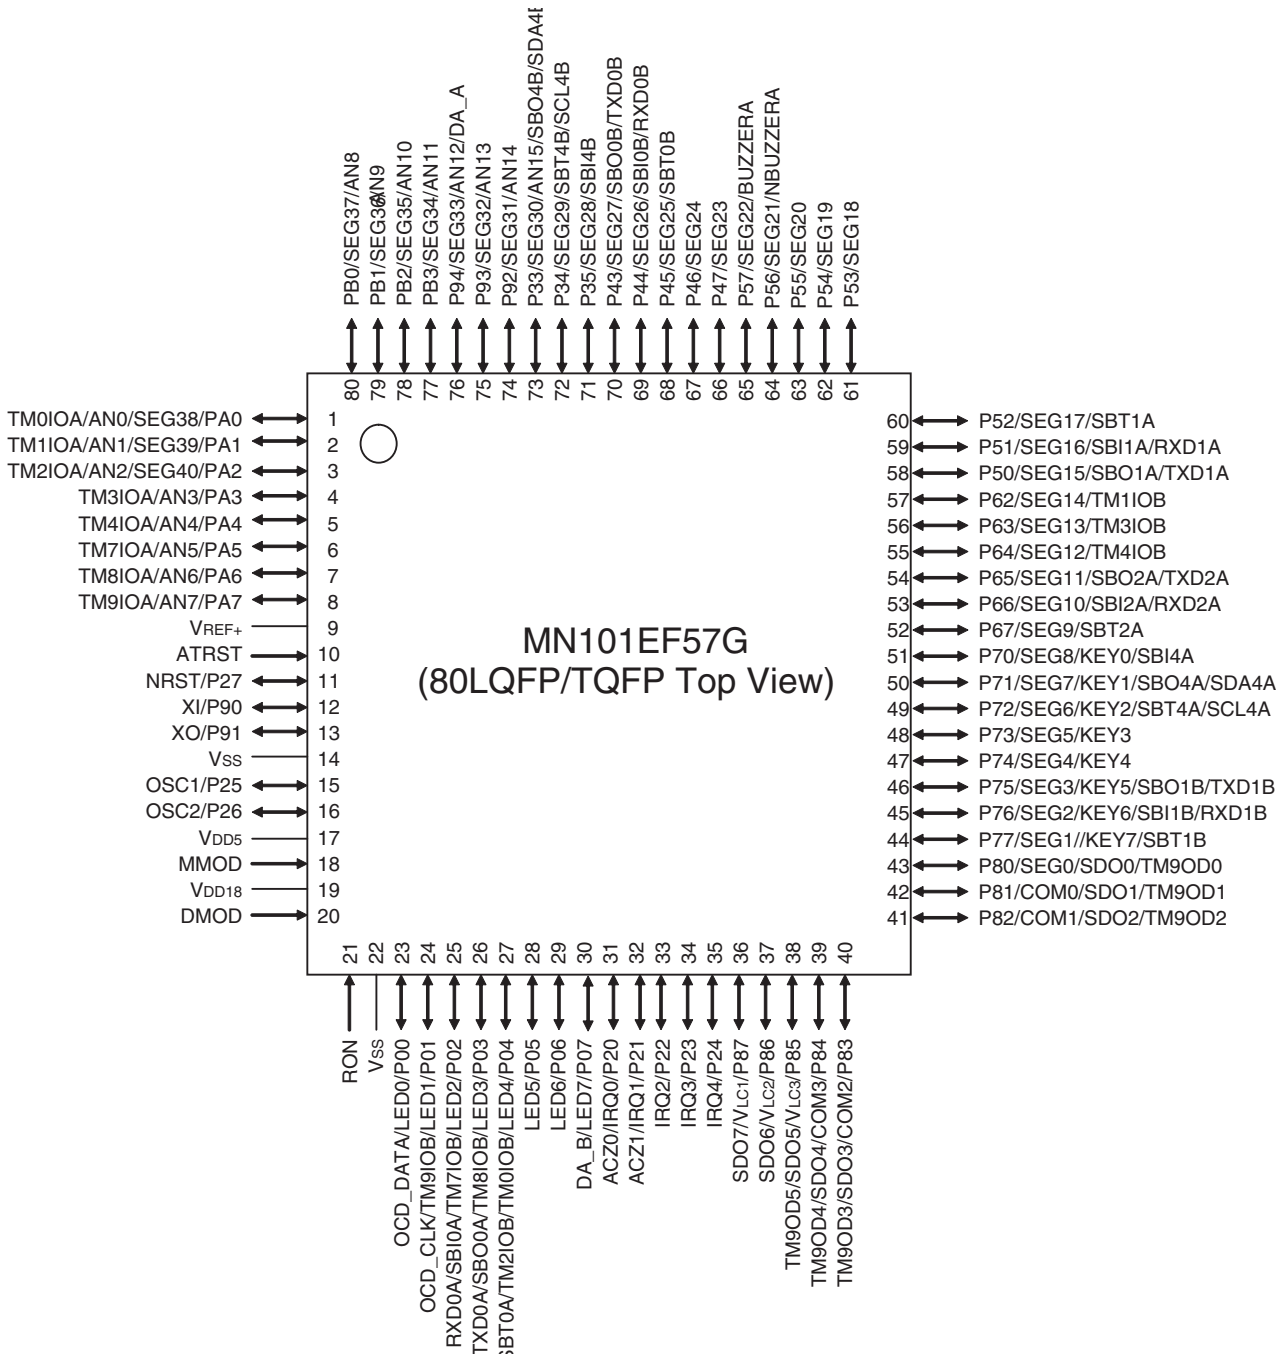 PB0/SEG37/AN8
PB1/SEG36/AN9
PB2/SEG35/AN10
PB3/SEG34/AN11
P94/SEG33/AN12/DA_A
P93/SEG32/AN13
P92/SEG31/AN14
P33/SEG30/AN15/SBO4B/SDA4B
P34/SEG29/SBT4B/SCL4B
P35/SEG28/SBI4B
P43/SEG27/SBO0B/TXD0B
P44/SEG26/SBI0B/RXD0B
P45/SEG25/SBT0B
P46/SEG24
P47/SEG23
P57/SEG22/BUZZERA
P56/SEG21/NBUZZERA
P55/SEG20
P54/SEG19
P53/SEG18
80 79 78 77 76 75 74 73 72 71 70 69 68 67 66 65 64 63 62 61
TM0IOA/AN0/SEG38/PA0 1
TM1IOA/AN1/SEG39/PA1 2
TM2IOA/AN2/SEG40/PA2 3
TM3IOA/AN3/PA3 4
TM4IOA/AN4/PA4 5
TM7IOA/AN5/PA5 6
TM8IOA/AN6/PA6 7
TM9IOA/AN7/PA7 8
VREF+ 9
ATRST 10
NRST/P27 11
XI/P90 12
XO/P91 13
VSS 14
OSC1/P25 15
OSC2/P26 16
VDD5 17
MMOD 18
VDD18 19
DMOD 20
MN101EF57G
(80LQFP/TQFP Top View)
60 P52/SEG17/SBT1A
59 P51/SEG16/SBI1A/RXD1A
58 P50/SEG15/SBO1A/TXD1A
57 P62/SEG14/TM1IOB
56 P63/SEG13/TM3IOB
55 P64/SEG12/TM4IOB
54 P65/SEG11/SBO2A/TXD2A
53 P66/SEG10/SBI2A/RXD2A
52 P67/SEG9/SBT2A
51 P70/SEG8/KEY0/SBI4A
50 P71/SEG7/KEY1/SBO4A/SDA4A
49 P72/SEG6/KEY2/SBT4A/SCL4A
48 P73/SEG5/KEY3
47 P74/SEG4/KEY4
46 P75/SEG3/KEY5/SBO1B/TXD1B
45 P76/SEG2/KEY6/SBI1B/RXD1B
44 P77/SEG1//KEY7/SBT1B
43 P80/SEG0/SDO0/TM9OD0
42 P81/COM0/SDO1/TM9OD1
41 P82/COM1/SDO2/TM9OD2
21 22 23 24 25 26 27 28 29 30 31 32 33 34 35 36 37 38 39 40
RON
VSS
OCD_DATA/LED0/P00
OCD_CLK/TM9IOB/LED1/P01
RXD0A/SBI0A/TM7IOB/LED2/P02
TXD0A/SBO0A/TM8IOB/LED3/P03
SBT0A/TM2IOB/TM0IOB/LED4/P04
LED5/P05
LED6/P06
DA_B/LED7/P07
ACZ0/IRQ0/P20
ACZ1/IRQ1/P21
IRQ2/P22
IRQ3/P23
IRQ4/P24
SDO7/VLC1/P87
SDO6/VLC2/P86
TM9OD5/SDO5/VLC3/P85
TM9OD4/SDO4/COM3/P84
TM9OD3/SDO3/COM2/P83